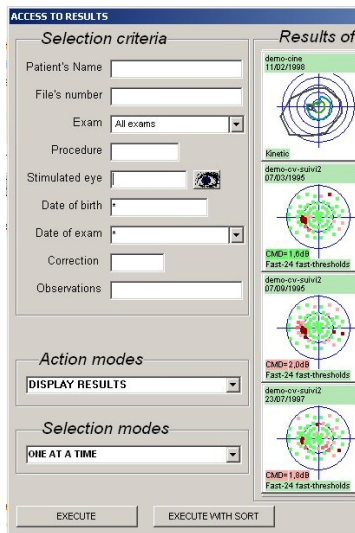 ACCESS TO RESULTS
Selection criteria
Patient's Name
File's number
Exam All exams
Procedure
Stimulated eye
Date of birth *
Date of exam *
Correction
Observations
Action modes
DISPLAY RESULTS
Selection modes
ONE AT A TIME
EXECUTE EXECUTE WITH SORT
Results of
demo-cine
11/02/1998
Kinetic
demo-cv-suivi2
07/03/1995
CMD=1,6dB
Fast-24 fast-thresholds
demo-cv-suivi2
07/09/1995
CMD=2,0dB
Fast-24 fast-thresholds
demo-cv-suivi2
23/07/1997
CMD=1,8dB
Fast-24 fast-thresholds